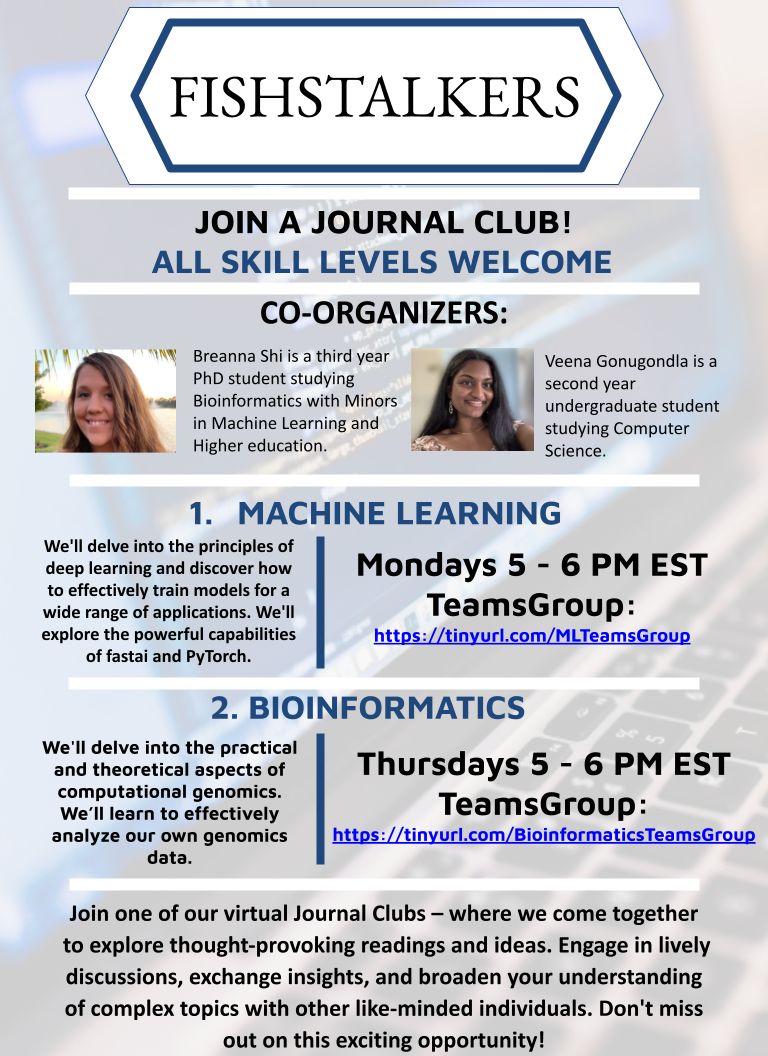 FISHSTALKERS
JOIN A JOURNAL CLUB!
ALL SKILL LEVELS WELCOME
CO-ORGANIZERS:
Breanna Shi is a third year
PhD student studying
Bioinformatics with Minors
in Machine Learning and
Higher education.
Veena Gonugondla is a
second year
undergraduate student
studying Computer
Science.
1. MACHINE LEARNING
We'll delve into the principles of
deep learning and discover how
to effectively train models for a
wide range of applications. We'll
explore the powerful capabilities
of fastai and PyTorch.
Mondays 5 - 6 PM EST
TeamsGroup:
https://tinyurl.com/MLTeamsGroup
2. BIOINFORMATICS
We'll delve into the practical
and theoretical aspects of
computational genomics.
We’ll learn to effectively
analyze our own genomics
data.
Thursdays 5 - 6 PM EST
TeamsGroup:
https://tinyurl.com/BioinformaticsTeamsGroup
Join one of our virtual Journal Clubs – where we come together
to explore thought-provoking readings and ideas. Engage in lively
discussions, exchange insights, and broaden your understanding
of complex topics with other like-minded individuals. Don't miss
out on this exciting opportunity!